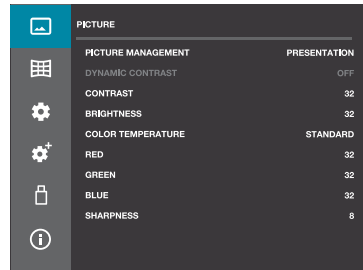 PICTURE
PICTURE MANAGEMENT PRESENTATION
DYNAMIC CONTRAST OFF
CONTRAST 32
BRIGHTNESS 32
COLOR TEMPERATURE STANDARD
RED 32
GREEN 32
BLUE 32
SHARPNESS 8